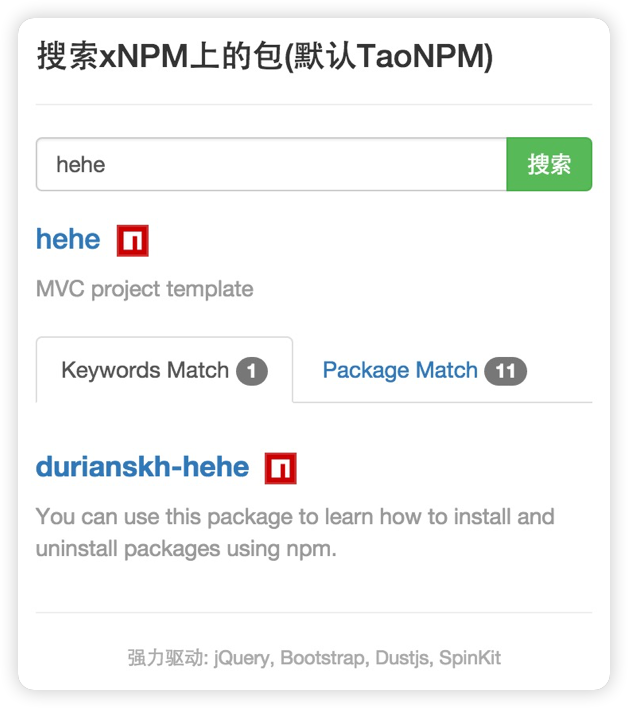 搜索xNPM上的包(默认TaoNPM)
hehe
搜索
hehe
MVC project template
Keywords Match 1
Package Match 11
durianskh-hehe
You can use this package to learn how to install and
uninstall packages using npm.
强力驱动: jQuery, Bootstrap, Dustjs, SpinKit